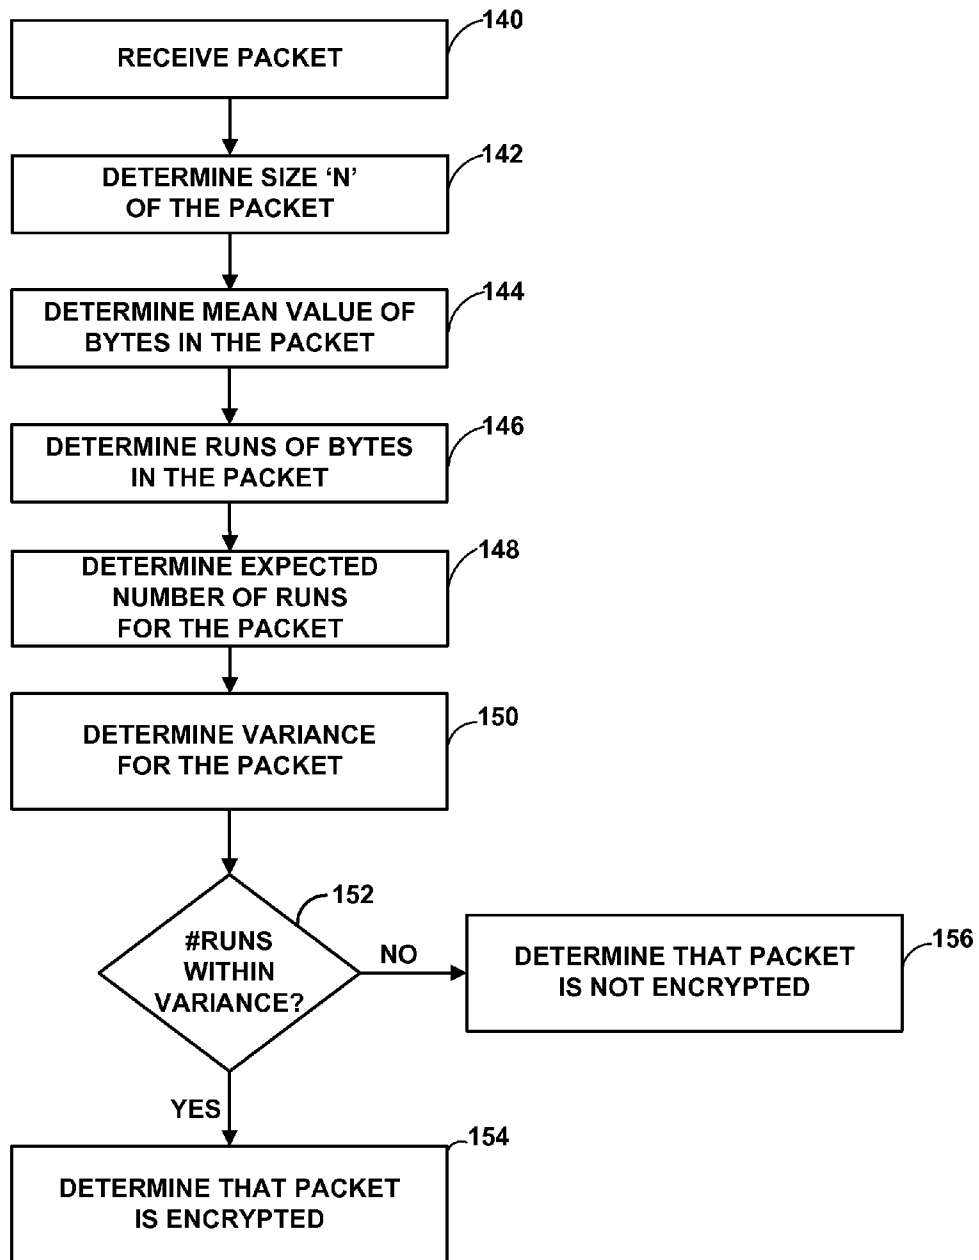 140
RECEIVE PACKET
142
DETERMINE SIZE ‘N’
OF THE PACKET
144
DETERMINE MEAN VALUE OF
BYTES IN THE PACKET
146
DETERMINE RUNS OF BYTES
IN THE PACKET
148
DETERMINE EXPECTED
NUMBER OF RUNS
FOR THE PACKET
150
DETERMINE VARIANCE
FOR THE PACKET
152
#RUNS
WITHIN
VARIANCE?
NO
156
DETERMINE THAT PACKET
IS NOT ENCRYPTED
YES
154
DETERMINE THAT PACKET
IS ENCRYPTED